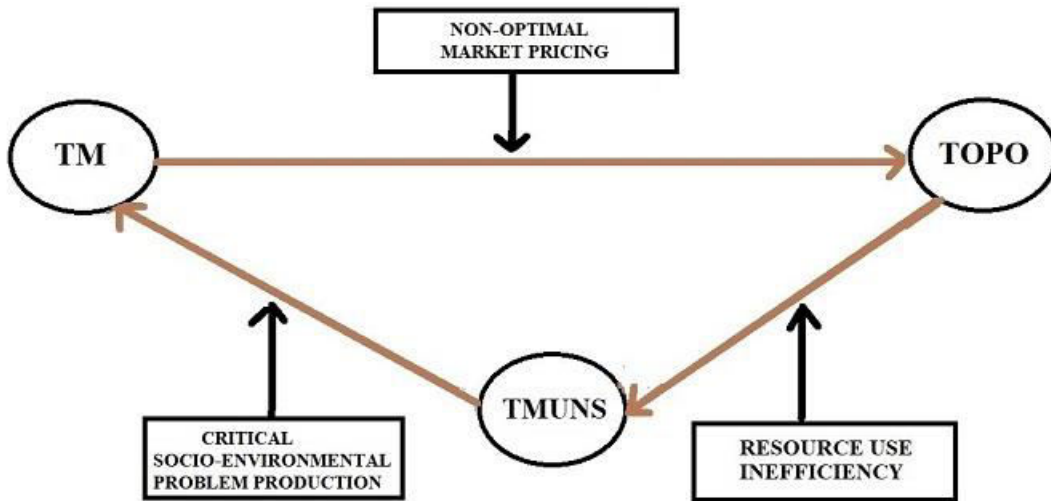 NON-OPTIMAL
MARKET PRICING
TM
TOPO
TMUNS
CRITICAL
SOCIO-ENVIRONMENTAL
PROBLEM PRODUCTION
RESOURCE USE
INEFFICIENCY